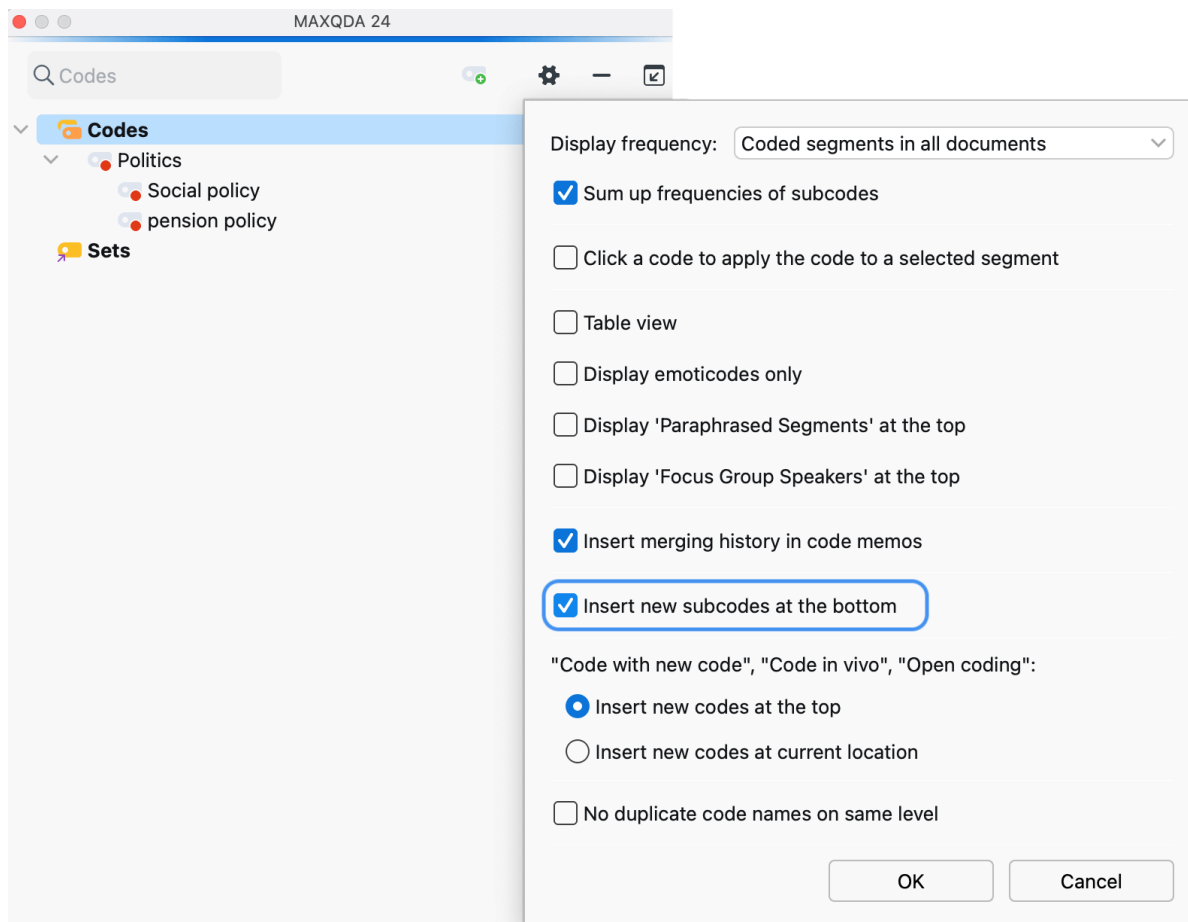 MAXQDA 24
Codes
Codes
Politics
Social policy
pension policy
Sets
Display frequency: Coded segments in all documents
Sum up frequencies of subcodes
Click a code to apply the code to a selected segment
Table view
Display emoticodes only
Display 'Paraphrased Segments' at the top
Display 'Focus Group Speakers' at the top
Insert merging history in code memos
Insert new subcodes at the bottom
"Code with new code", "Code in vivo", "Open coding":
Insert new codes at the top
Insert new codes at current location
No duplicate code names on same level
OK Cancel